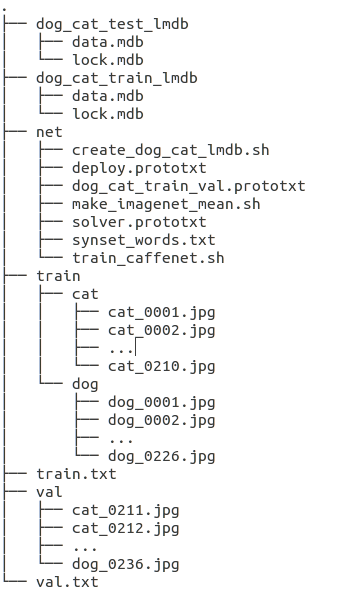 .
├── dog_cat_test_lmdb
│   ├── data.mdb
│   └── lock.mdb
├── dog_cat_train_lmdb
│   ├── data.mdb
│   └── lock.mdb
├── net
│   ├── create_dog_cat_lmdb.sh
│   ├── deploy.prototxt
│   ├── dog_cat_train_val.prototxt
│   ├── make_imagenet_mean.sh
│   ├── solver.prototxt
│   ├── synset_words.txt
│   └── train_caffenet.sh
├── train
│   ├── cat
│   │   ├── cat_0001.jpg
│   │   ├── cat_0002.jpg
│   │   ├── ...
│   │   └── cat_0210.jpg
│   └── dog
│       ├── dog_0001.jpg
│       ├── dog_0002.jpg
│       ├── ...
│       └── dog_0226.jpg
├── train.txt
├── val
│   ├── cat_0211.jpg
│   ├── cat_0212.jpg
│   ├── ...
│   └── dog_0236.jpg
└── val.txt